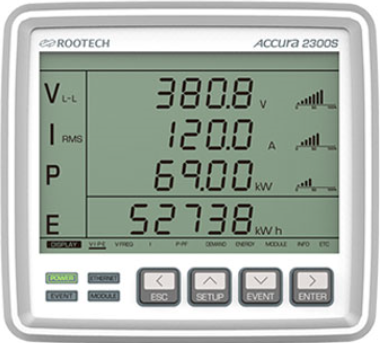 ROOTECH Accura 2300S
V L-L 380.8 V
I RMS 120.0 A
P 69.00 kW
E 52738 kWh
DISPLAY V I P E V/FREQ I P·PF DEMAND ENERGY MODULE INFO ETC
POWER ETHERNET
EVENT MODULE
ESC SETUP EVENT ENTER